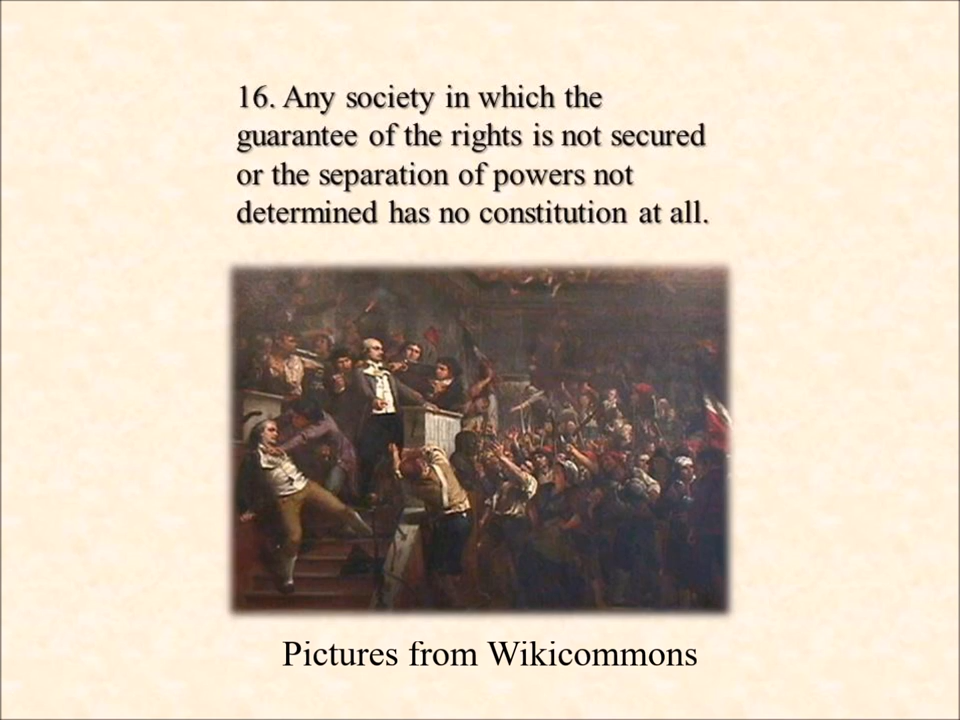 16. Any society in which the
guarantee of the rights is not secured
or the separation of powers not
determined has no constitution at all.
Pictures from Wikicommons